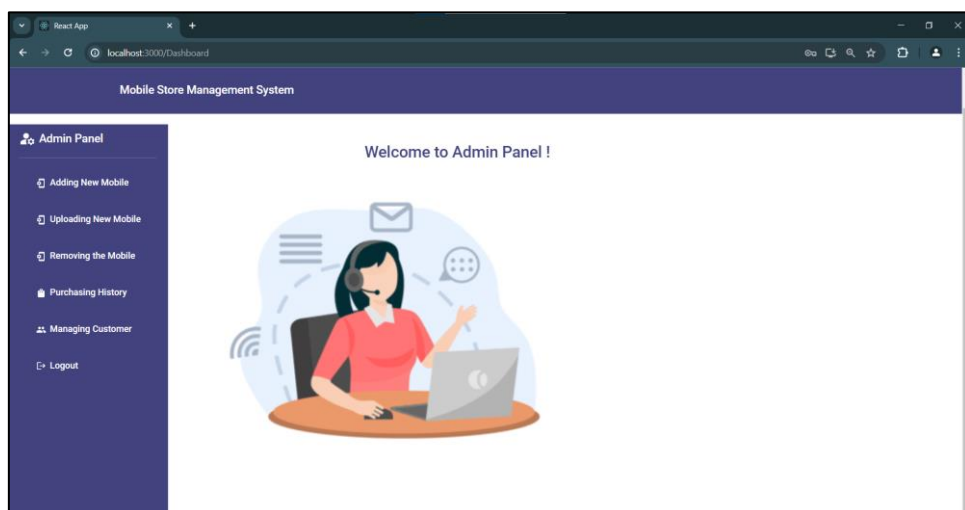 React App
localhost:3000/Dashboard
Mobile Store Management System
Admin Panel
Welcome to Admin Panel !
Adding New Mobile
Uploading New Mobile
Removing the Mobile
Purchasing History
Managing Customer
Logout